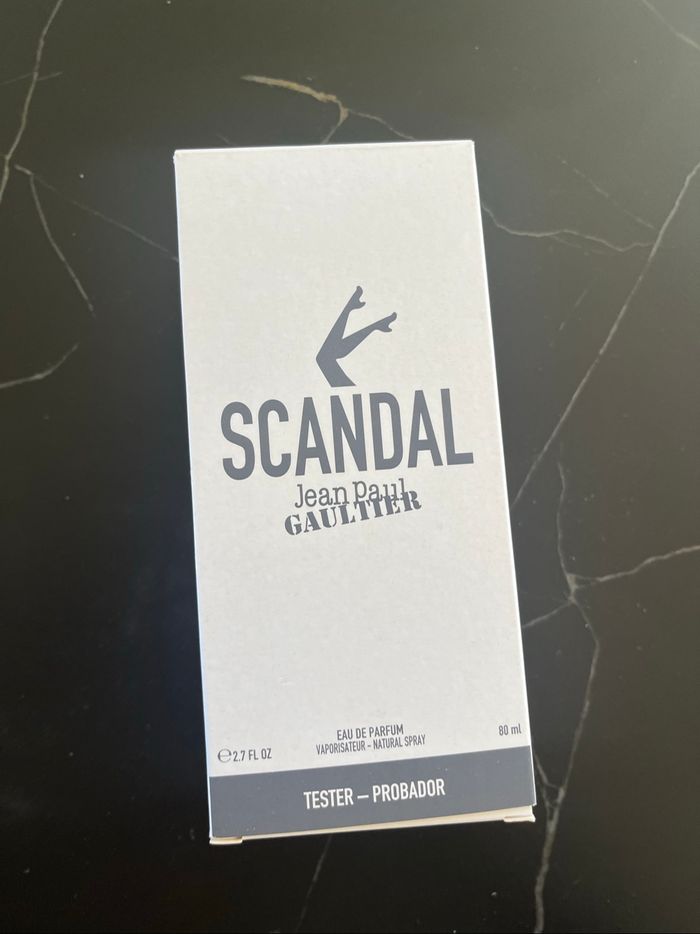 SCANDAL
Jean Paul
GAULTIER
EAU DE PARFUM
VAPORISATEUR - NATURAL SPRAY
℮2.7 FL OZ
80 ml
TESTER – PROBADOR